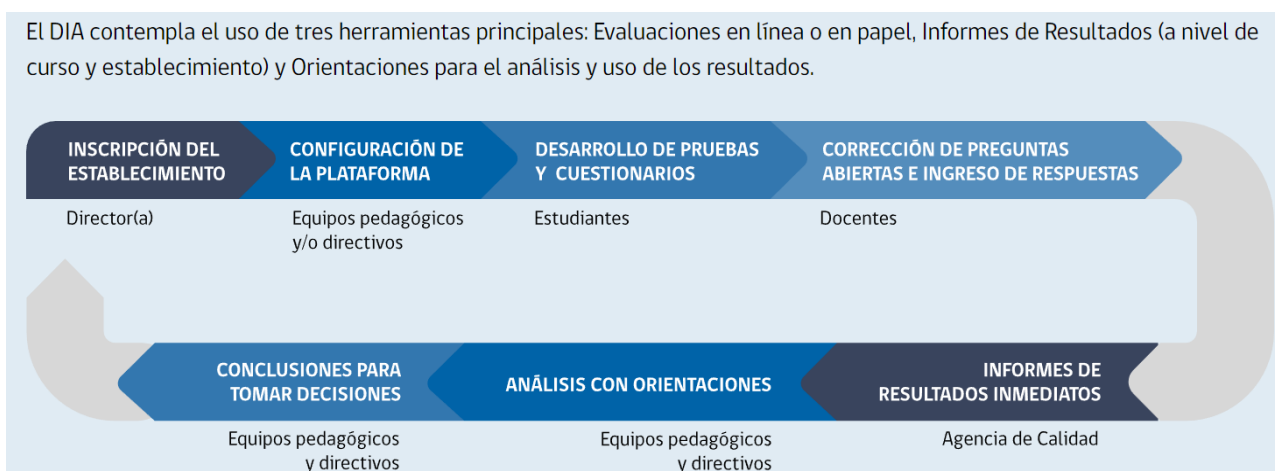 El DIA contempla el uso de tres herramientas principales: Evaluaciones en línea o en papel, Informes de Resultados (a nivel de
curso y establecimiento) y Orientaciones para el análisis y uso de los resultados.
INSCRIPCIÓN DEL
ESTABLECIMIENTO
Director(a)
CONFIGURACIÓN DE
LA PLATAFORMA
Equipos pedagógicos
y/o directivos
DESARROLLO DE PRUEBAS
Y CUESTIONARIOS
Estudiantes
CORRECCIÓN DE PREGUNTAS
ABIERTAS E INGRESO DE RESPUESTAS
Docentes
INFORMES DE
RESULTADOS INMEDIATOS
Agencia de Calidad
ANÁLISIS CON ORIENTACIONES
Equipos pedagógicos
y directivos
CONCLUSIONES PARA
TOMAR DECISIONES
Equipos pedagógicos
y directivos